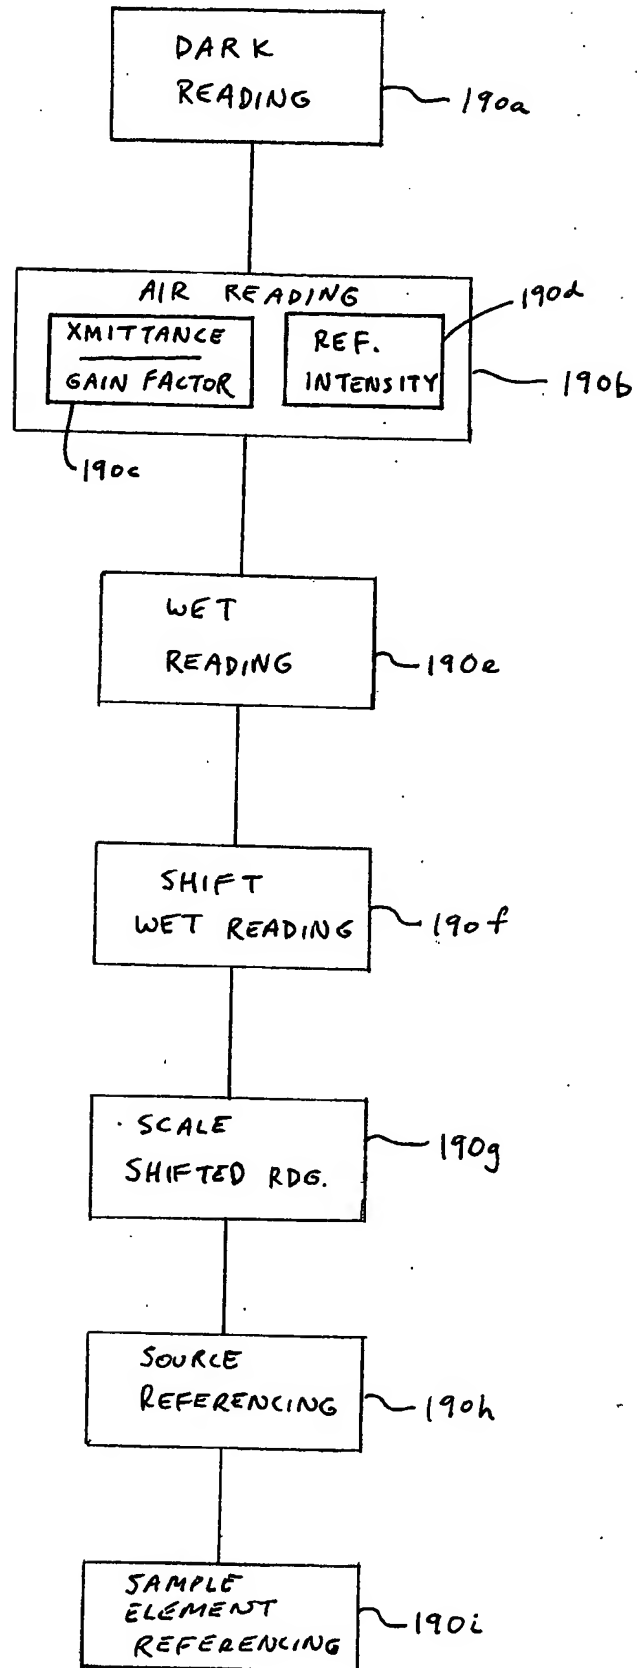 DARK
READING
190a
AIR READING
190d
XMITTANCE
GAIN FACTOR
REF.
INTENSITY
190b
190c
WET
READING
190e
SHIFT
WET READING
190f
SCALE
SHIFTED RDG.
190g
SOURCE
REFERENCING
190h
SAMPLE
ELEMENT
REFERENCING
190i